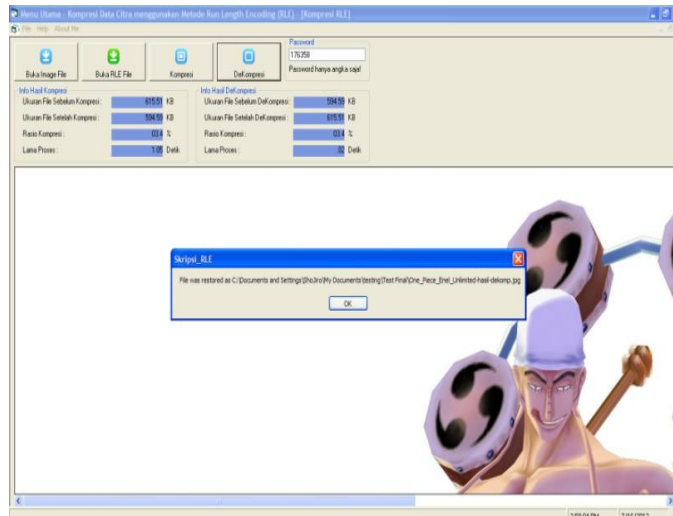 Menu Utama - Kompresi Data Citra menggunakan Metode Run Length Encoding (RLE) - [Kompresi RLE]
File Help About Me
Buka Image File
Buka RLE File
Kompresi
DeKompresi
Password
176358
Password hanya angka saja!
Info Hasil Kompresi
Ukuran File Sebelum Kompresi : 615.51 KB
Ukuran File Setelah Kompresi : 594.59 KB
Rasio Kompresi : 03.4 %
Lama Proses : 1.05 Detik
Info Hasil DeKompresi
Ukuran File Sebelum DeKompresi : 594.59 KB
Ukuran File Setelah DeKompresi : 615.51 KB
Rasio Kompresi : 03.4 %
Lama Proses : .02 Detik
Skripsi_RLE
File was restored as C:\Documents and Settings\ShoJiro\My Documents\testing\Test Final\One_Piece_Enel_Unlimited-hasil-dekomp.jpg
OK